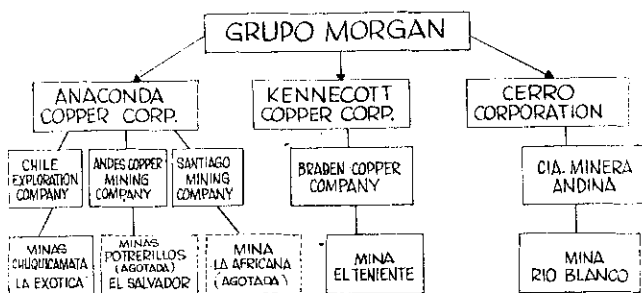 GRUPO MORGAN
ANACONDA
COPPER CORP.
KENNECOTT
COPPER CORP.
CERRO
CORPORATION
CHILE
EXPLORATION
COMPANY
ANDES COPPER
MINING
COMPANY
SANTIAGO
MINING
COMPANY
BRADEN COPPER
COMPANY
CIA. MINERA
ANDINA
MINAS
CHUQUICAMATA
LA EXOTICA
MINAS
POTRERILLOS
(AGOTADA)
EL SALVADOR
MINA
LA AFRICANA
(AGOTADA)
MINA
EL TENIENTE
MINA
RIO BLANCO